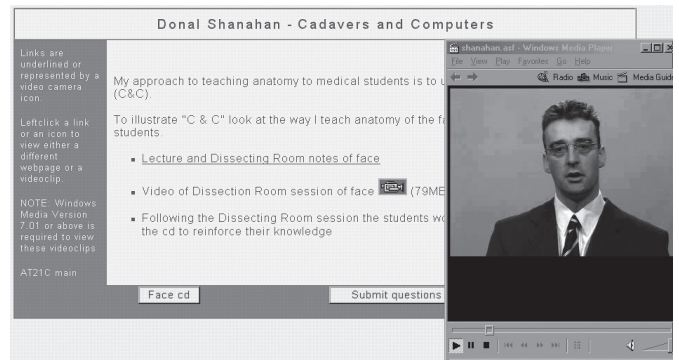 Donal Shanahan - Cadavers and Computers
Links are
underlined or
represented by a
video camera
icon.
Leftclick a link
or an icon to
view either a
different
webpage or a
videoclip.
NOTE: Windows
Media Version
7.01 or above is
required to view
these videoclips
AT21C main
My approach to teaching anatomy to medical students is to u
(C&C).
To illustrate "C & C" look at the way I teach anatomy of the fa
students.
Lecture and Dissecting Room notes of face
Video of Dissection Room session of face (79ME
Following the Dissecting Room session the students wo
the cd to reinforce their knowledge
Face cd
Submit questions
shanahan.asf - Windows Media Player
File View Play Favorites Go Help
Radio Music Media Guide